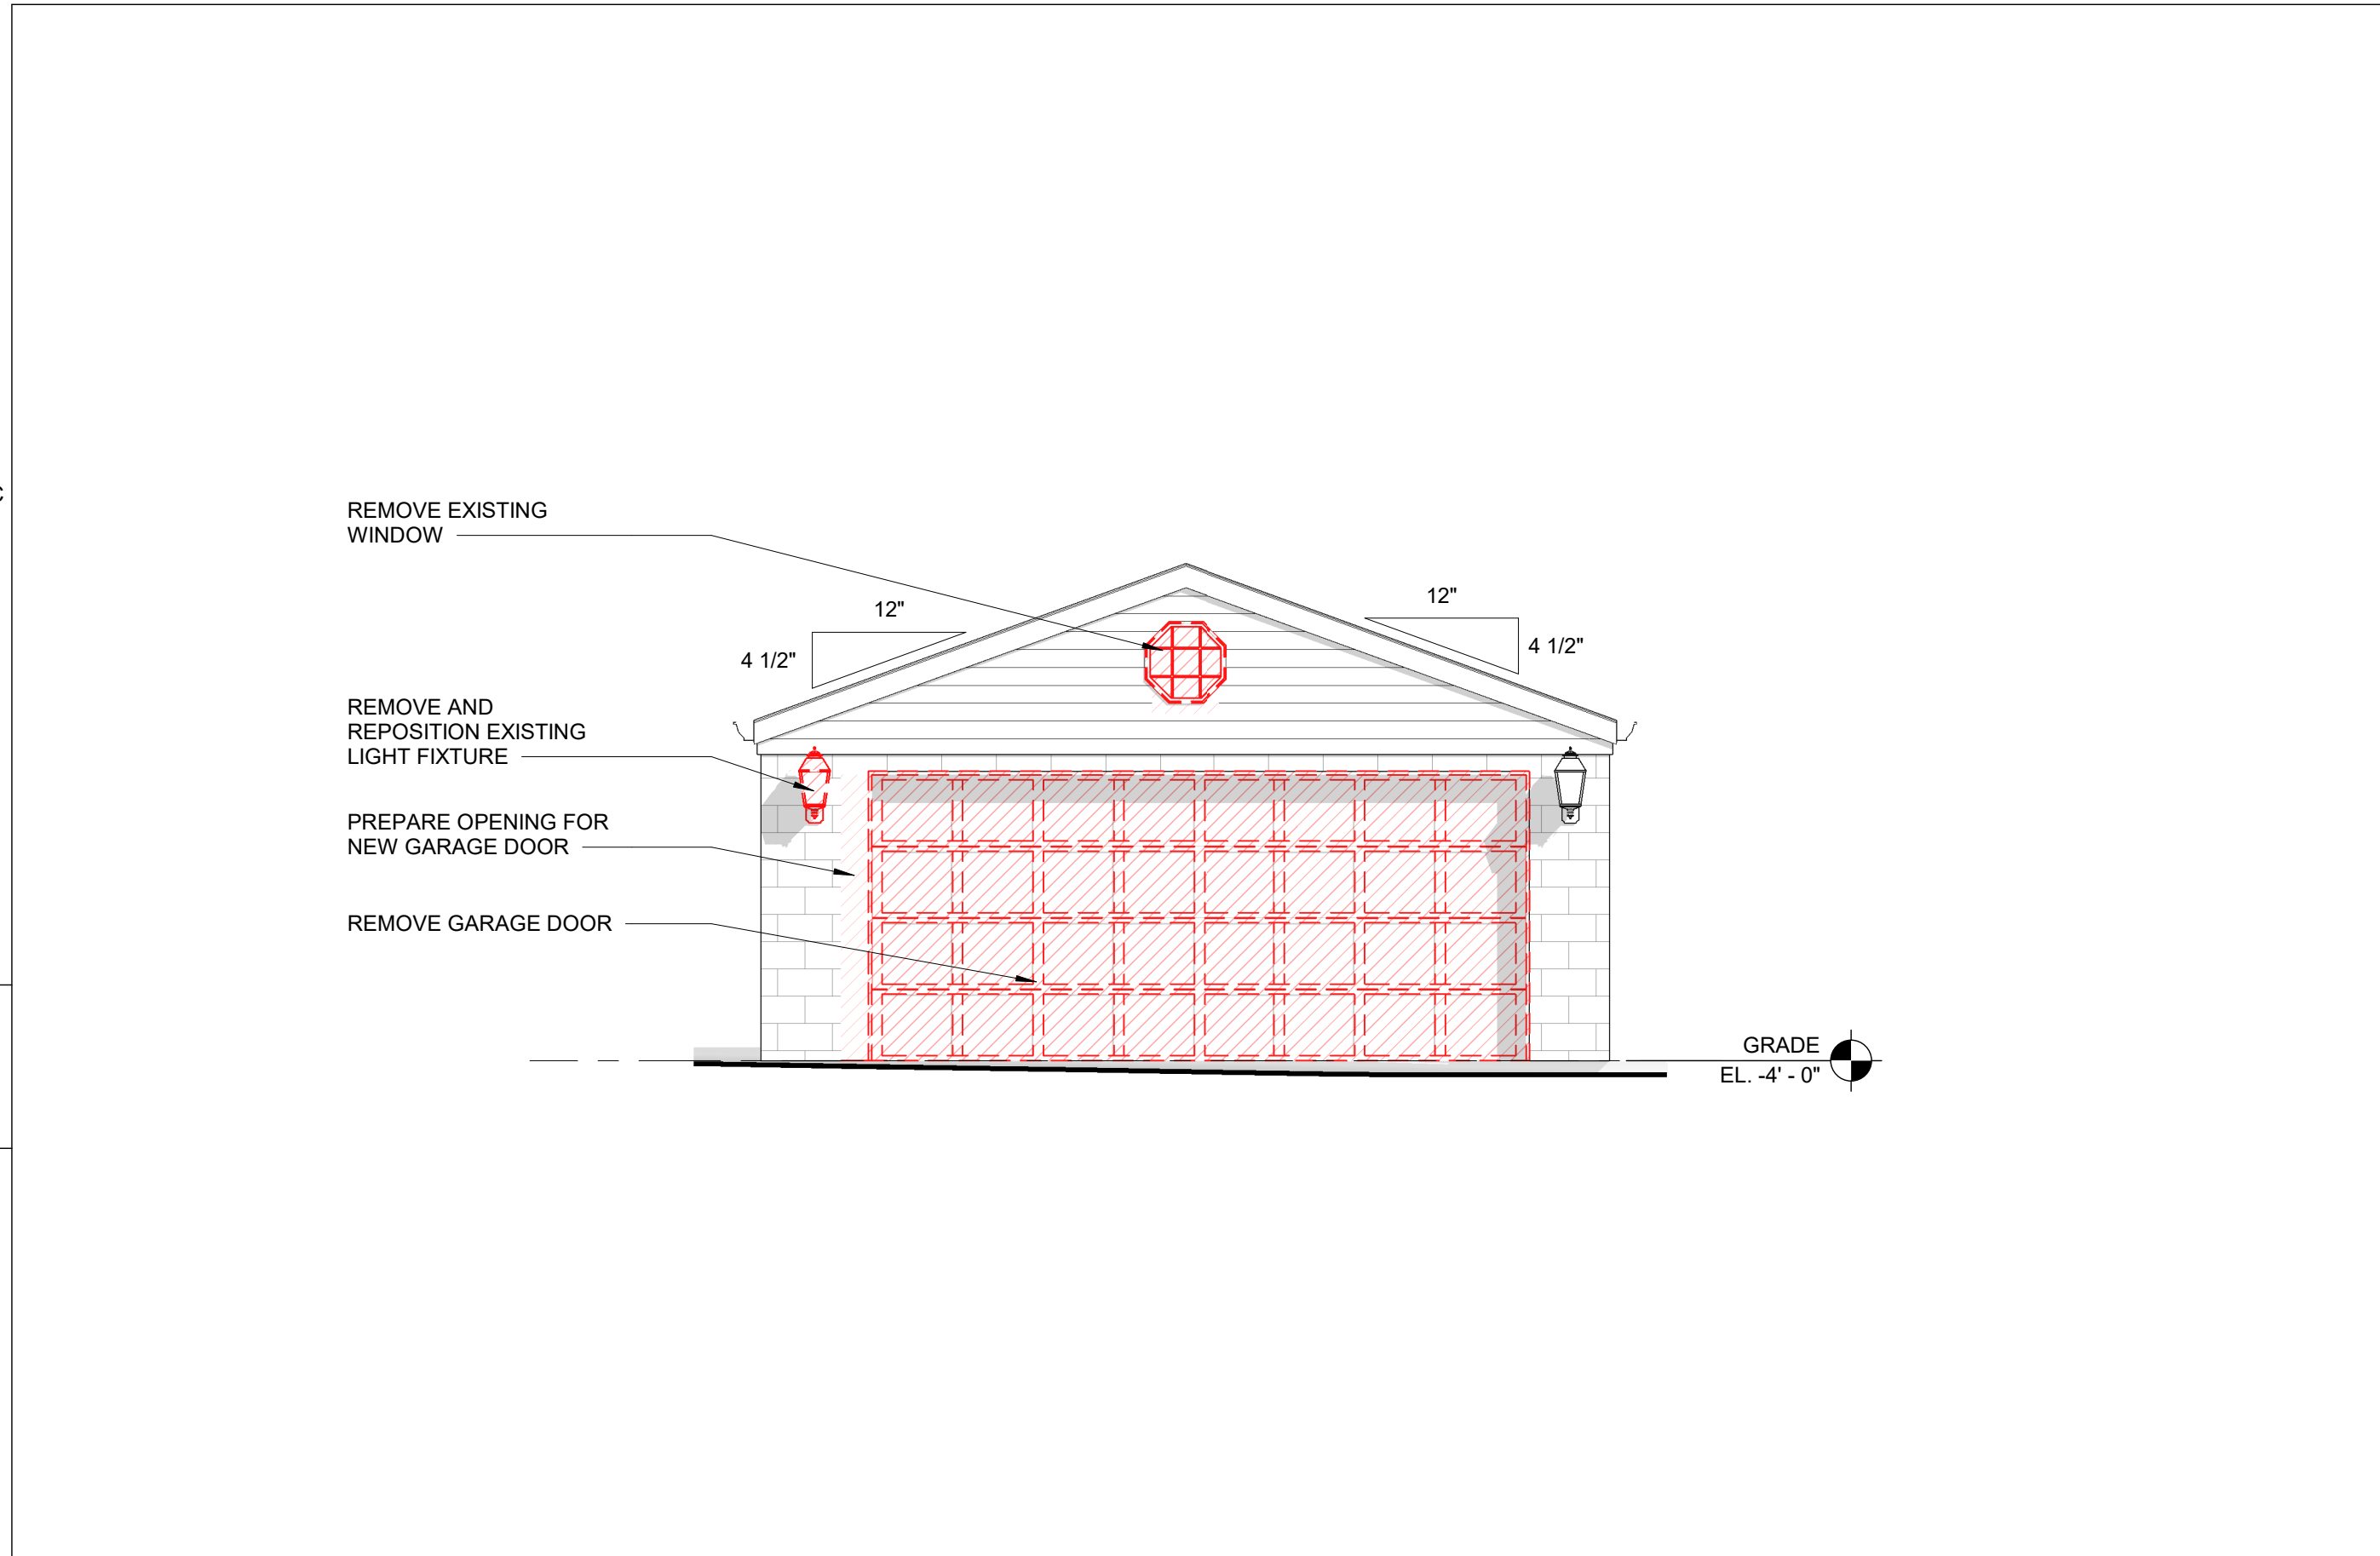 REMOVE EXISTING
WINDOW
12"
4 1/2"
12"
4 1/2"
REMOVE AND
REPOSITION EXISTING
LIGHT FIXTURE
PREPARE OPENING FOR
NEW GARAGE DOOR
REMOVE GARAGE DOOR
GRADE
EL. -4' - 0"